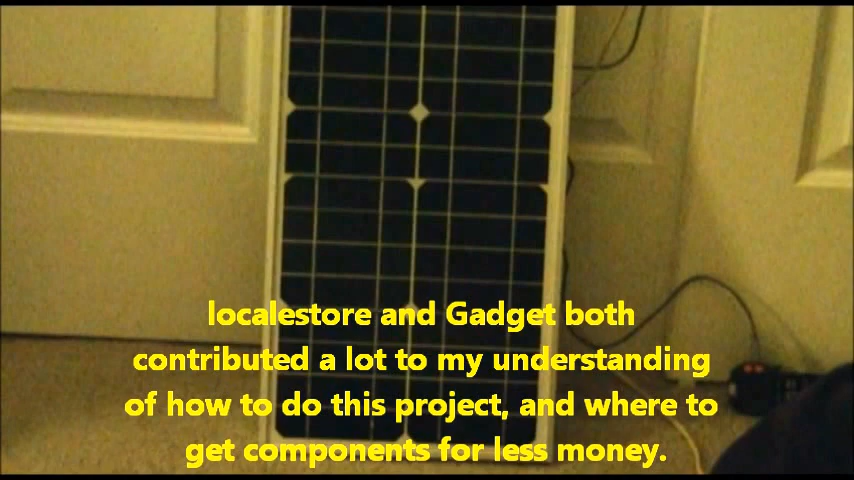 localestore and Gadget both
contributed a lot to my understanding
of how to do this project, and where to
get components for less money.